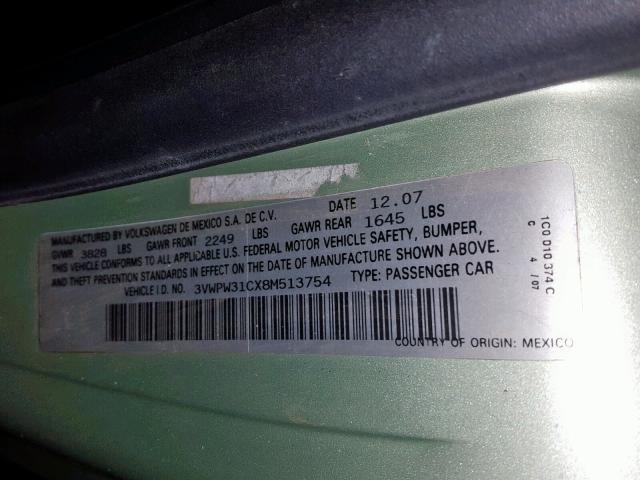 MANUFACTURED BY VOLKSWAGEN DE MEXICO S.A. DE C.V. DATE 12.07
GVWR 3828 LBS GAWR FRONT 2249 LBS GAWR REAR 1645 LBS
THIS VEHICLE CONFORMS TO ALL APPLICABLE U.S. FEDERAL MOTOR VEHICLE SAFETY, BUMPER,
AND THEFT PREVENTION STANDARDS IN EFFECT ON THE DATE OF MANUFACTURE SHOWN ABOVE.
VEHICLE I.D. NO. 3VWPW31CX8M513754 TYPE: PASSENGER CAR
COUNTRY OF ORIGIN: MEXICO
1C0 010 374 C
C 4 / 07